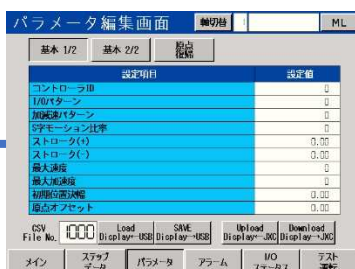 パラメータ編集画面 軸切替 ML
基本 1/2 基本 2/2 原点復帰
設定項目 設定値
コントローラID 0
I/Oパターン 0
加減速パターン 0
S字モーション比率 0
ストローク(+) 0.00
ストローク(-) 0.00
最大速度 0
最大加速度 0
初期位置決幅 0.00
原点オフセット 0.00
CSV File No. 000 Load Display←USB SAVE Display→USB Upload Display←JXC Download Display→JXC
メイン ステップデータ パラメータ アラーム I/Oステータス テスト運転